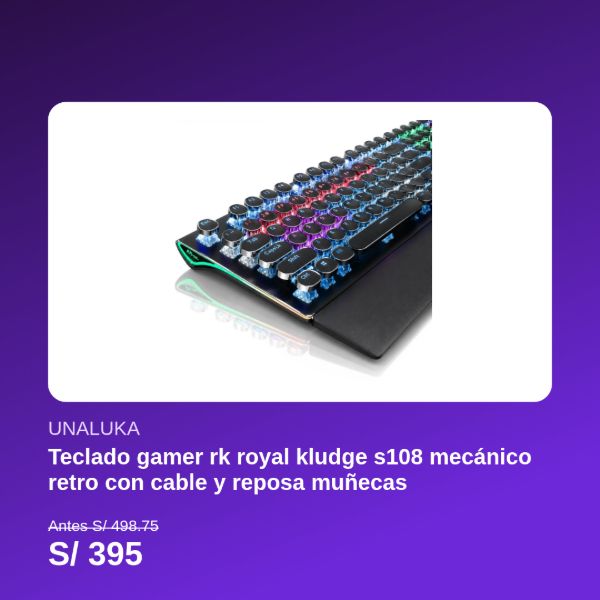 UNALUKA
Teclado gamer rk royal kludge s108 mecánico
retro con cable y reposa muñecas
Antes S/ 498.75
S/ 395